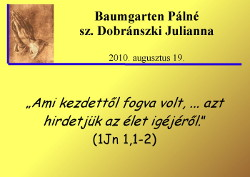 Baumgarten Pálné
sz. Dobránszki Julianna
2010. augusztus 19.
„Ami kezdettől fogva volt, ... azt
hirdetjük az élet igéjéről.”
(1Jn 1,1-2)